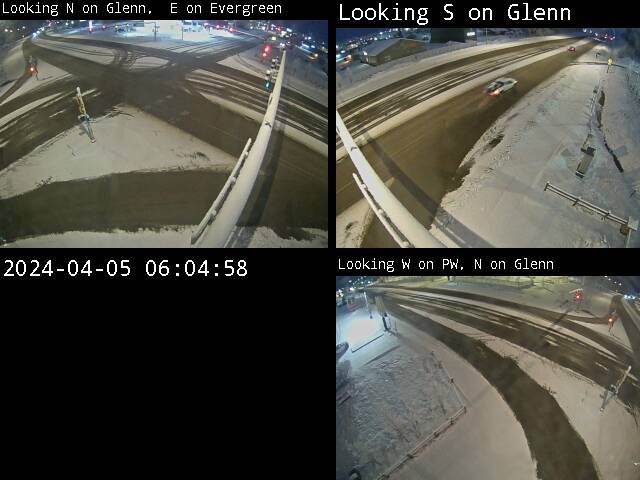 Looking N on Glenn,  E on Evergreen
Looking S on Glenn
2024-04-05 06:04:58
Looking W on PW, N on Glenn